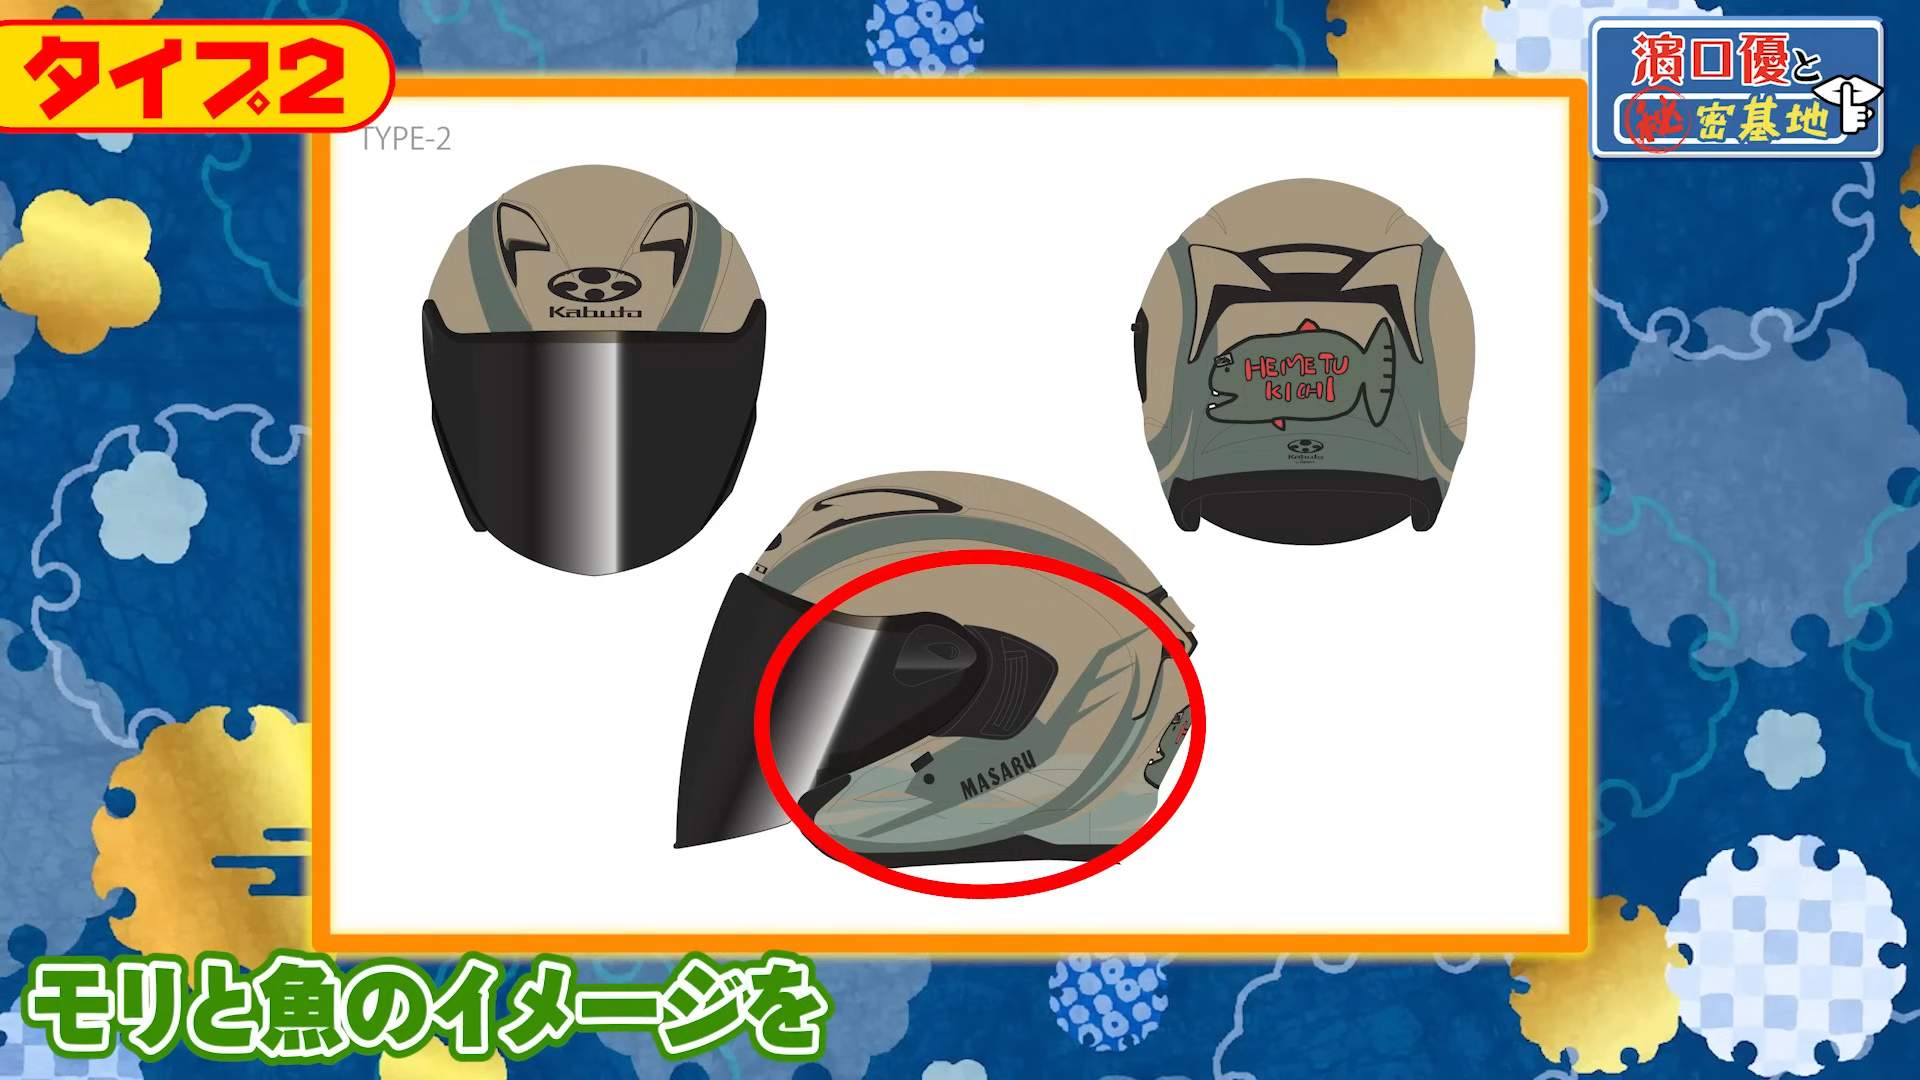 タイプ2
濱口優と
㊙密基地
TYPE-2
Kabuto
HEMETU
KICHI
Kabuto
MASARU
モリと魚のイメージを